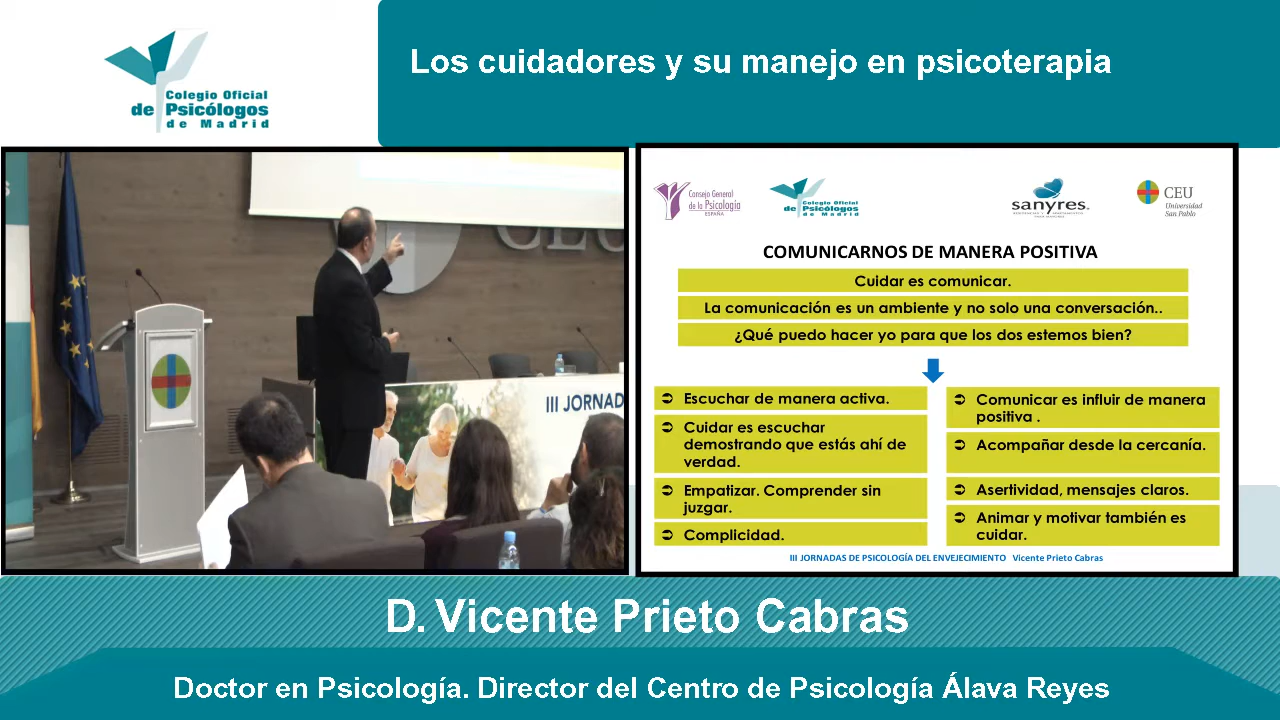 Colegio Oficial
de Psicólogos
de Madrid
Los cuidadores y su manejo en psicoterapia
CEU
III JORNAD
Consejo General
de la Psicología
ESPAÑA
Colegio Oficial
de Psicólogos
de Madrid
sanyres.
CEU
Universidad
San Pablo
COMUNICARNOS DE MANERA POSITIVA
Cuidar es comunicar.
La comunicación es un ambiente y no solo una conversación..
¿Qué puedo hacer yo para que los dos estemos bien?
Escuchar de manera activa.
Cuidar es escuchar
demostrando que estás ahí de
verdad.
Empatizar. Comprender sin
juzgar.
Complicidad.
Comunicar es influir de manera
positiva .
Acompañar desde la cercanía.
Asertividad, mensajes claros.
Animar y motivar también es
cuidar.
III JORNADAS DE PSICOLOGÍA DEL ENVEJECIMIENTO Vicente Prieto Cabras
D. Vicente Prieto Cabras
Doctor en Psicología. Director del Centro de Psicología Álava Reyes